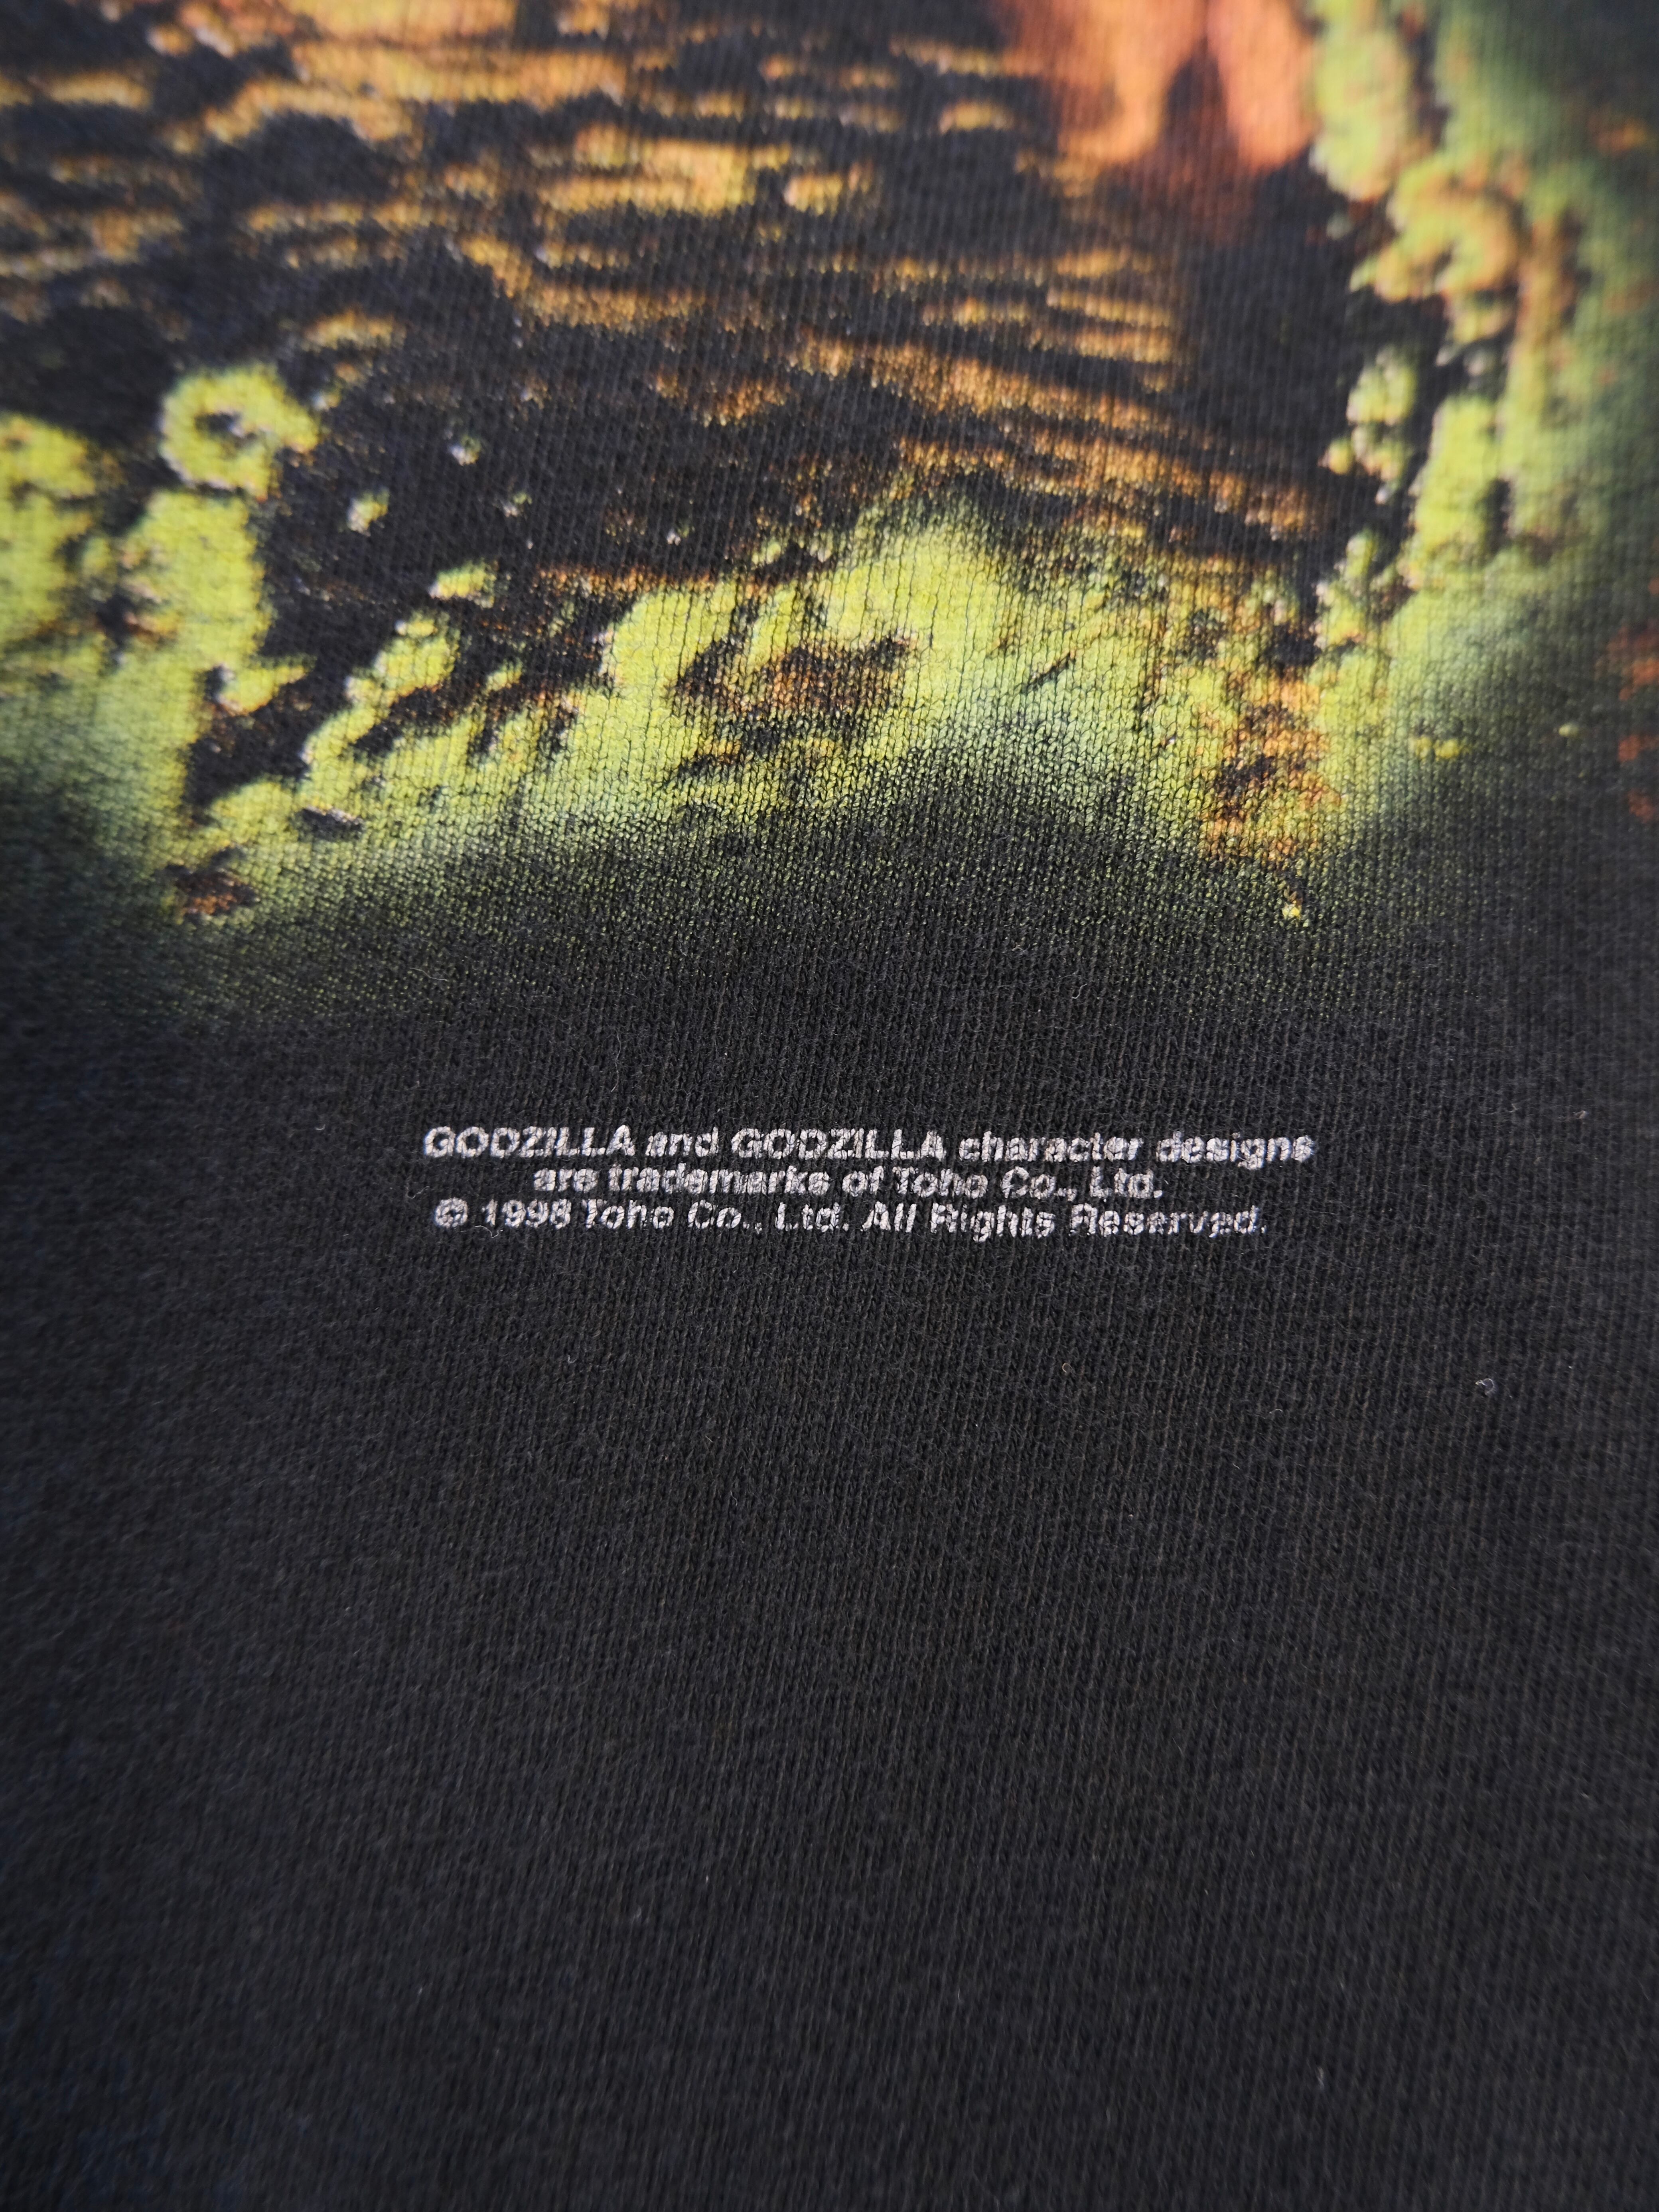 GODZILLA and GODZILLA character designs
are trademarks of Toho Co., Ltd.
© 1998 Toho Co., Ltd. All Rights Reserved.